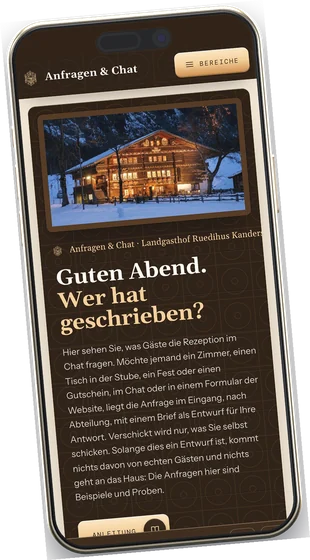 Anfragen & Chat
BEREICHE
Anfragen & Chat · Landgasthof Ruedihus Kanders
Guten Abend.
Wer hat
geschrieben?
Hier sehen Sie, was Gäste die Rezeption im
Chat fragen. Möchte jemand ein Zimmer, einen
Tisch in der Stube, ein Fest oder einen
Gutschein, im Chat oder in einem Formular der
Website, liegt die Anfrage im Eingang, nach
Abteilung, mit einem Brief als Entwurf für Ihre
Antwort. Verschickt wird nur, was Sie selbst
schicken. Solange dies ein Entwurf ist, kommt
nichts davon von echten Gästen und nichts
geht an das Haus: Die Anfragen hier sind
Beispiele und Proben.
ANLEITUNG